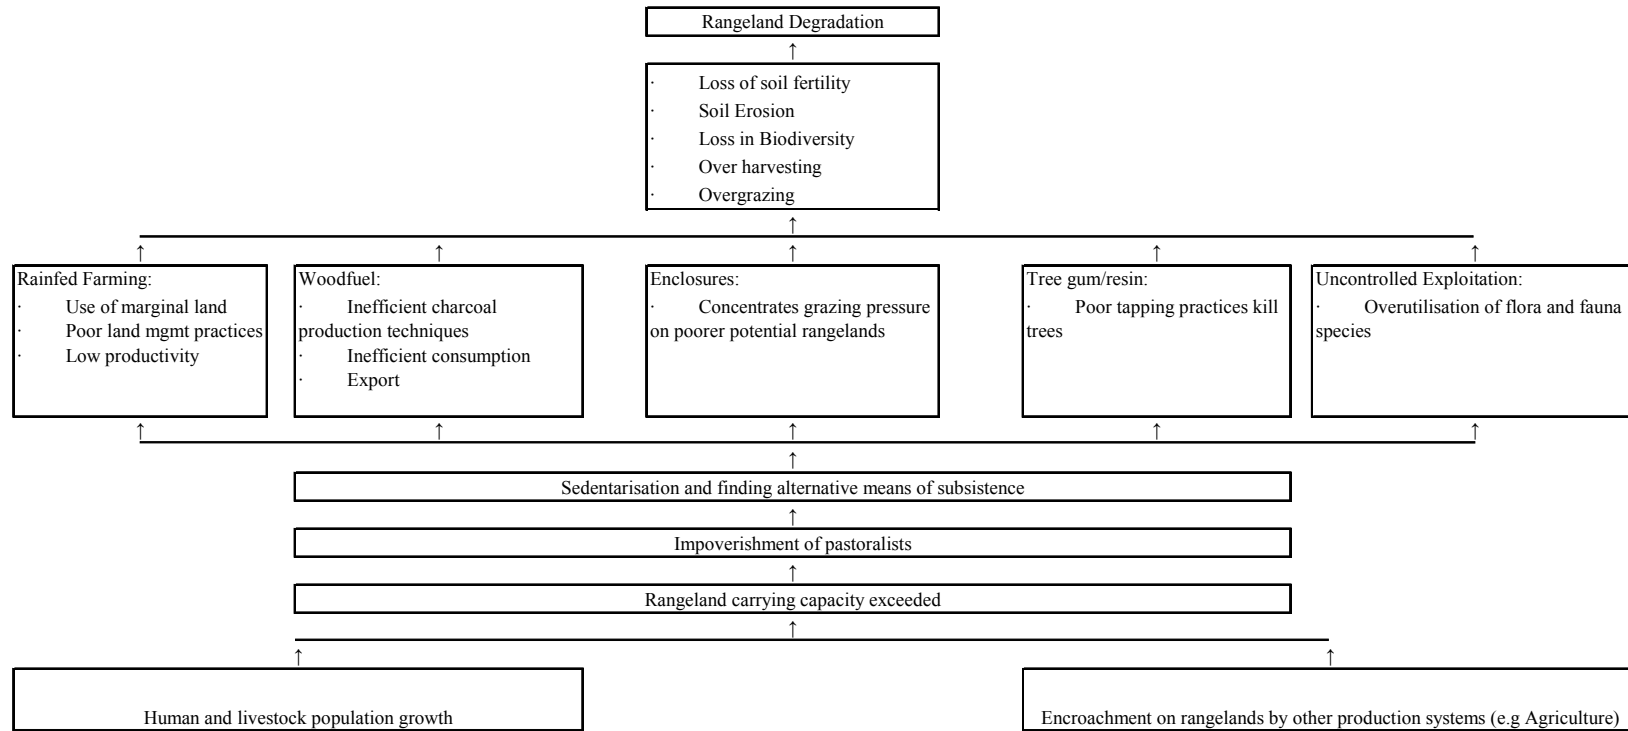 Rangeland Degradation
↑
· Loss of soil fertility
· Soil Erosion
· Loss in Biodiversity
· Over harvesting
· Overgrazing
↑
↑ ↑ ↑ ↑ ↑
Rainfed Farming:
· Use of marginal land
· Poor land mgmt practices
· Low productivity
Woodfuel:
· Inefficient charcoal
production techniques
· Inefficient consumption
· Export
Enclosures:
· Concentrates grazing pressure
on poorer potential rangelands
Tree gum/resin:
· Poor tapping practices kill
trees
Uncontrolled Exploitation:
· Overutilisation of flora and fauna
species
↑ ↑ ↑ ↑ ↑
↑
Sedentarisation and finding alternative means of subsistence
↑
Impoverishment of pastoralists
↑
Rangeland carrying capacity exceeded
↑
↑ ↑
Human and livestock population growth
Encroachment on rangelands by other production systems (e.g Agriculture)